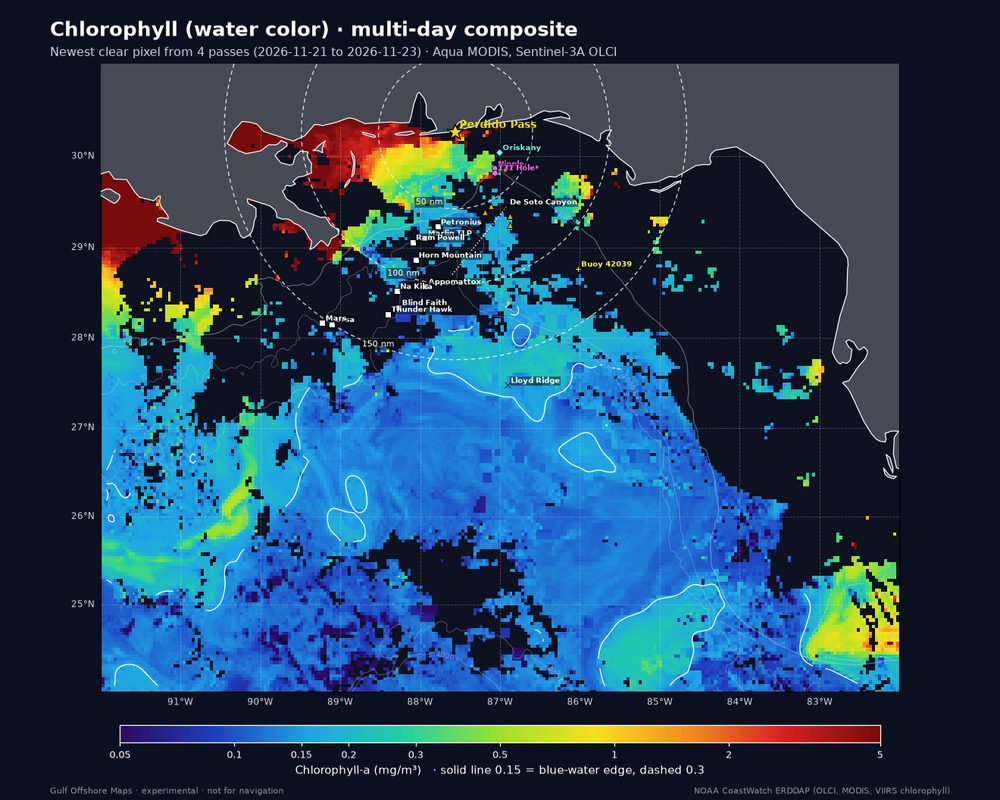 Chlorophyll (water color) · multi-day composite
Newest clear pixel from 4 passes (2026-11-21 to 2026-11-23) · Aqua MODIS, Sentinel-3A OLCI
Perdido Pass
Oriskany
Nipple
131 Hole*
De Soto Canyon
50 nm
Petronius
Marlin TLP
Ram Powell
Horn Mountain
Buoy 42039
100 nm
Appomattox
Na Kika
Blind Faith
Thunder Hawk
Mars
150 nm
Lloyd Ridge
30°N
29°N
28°N
27°N
26°N
25°N
91°W
90°W
89°W
88°W
87°W
86°W
85°W
84°W
83°W
0.05
0.1
0.15
0.2
0.3
0.5
1
2
5
Chlorophyll-a (mg/m³) · solid line 0.15 = blue-water edge, dashed 0.3
Gulf Offshore Maps · experimental · not for navigation
NOAA CoastWatch ERDDAP (OLCI, MODIS, VIIRS chlorophyll)